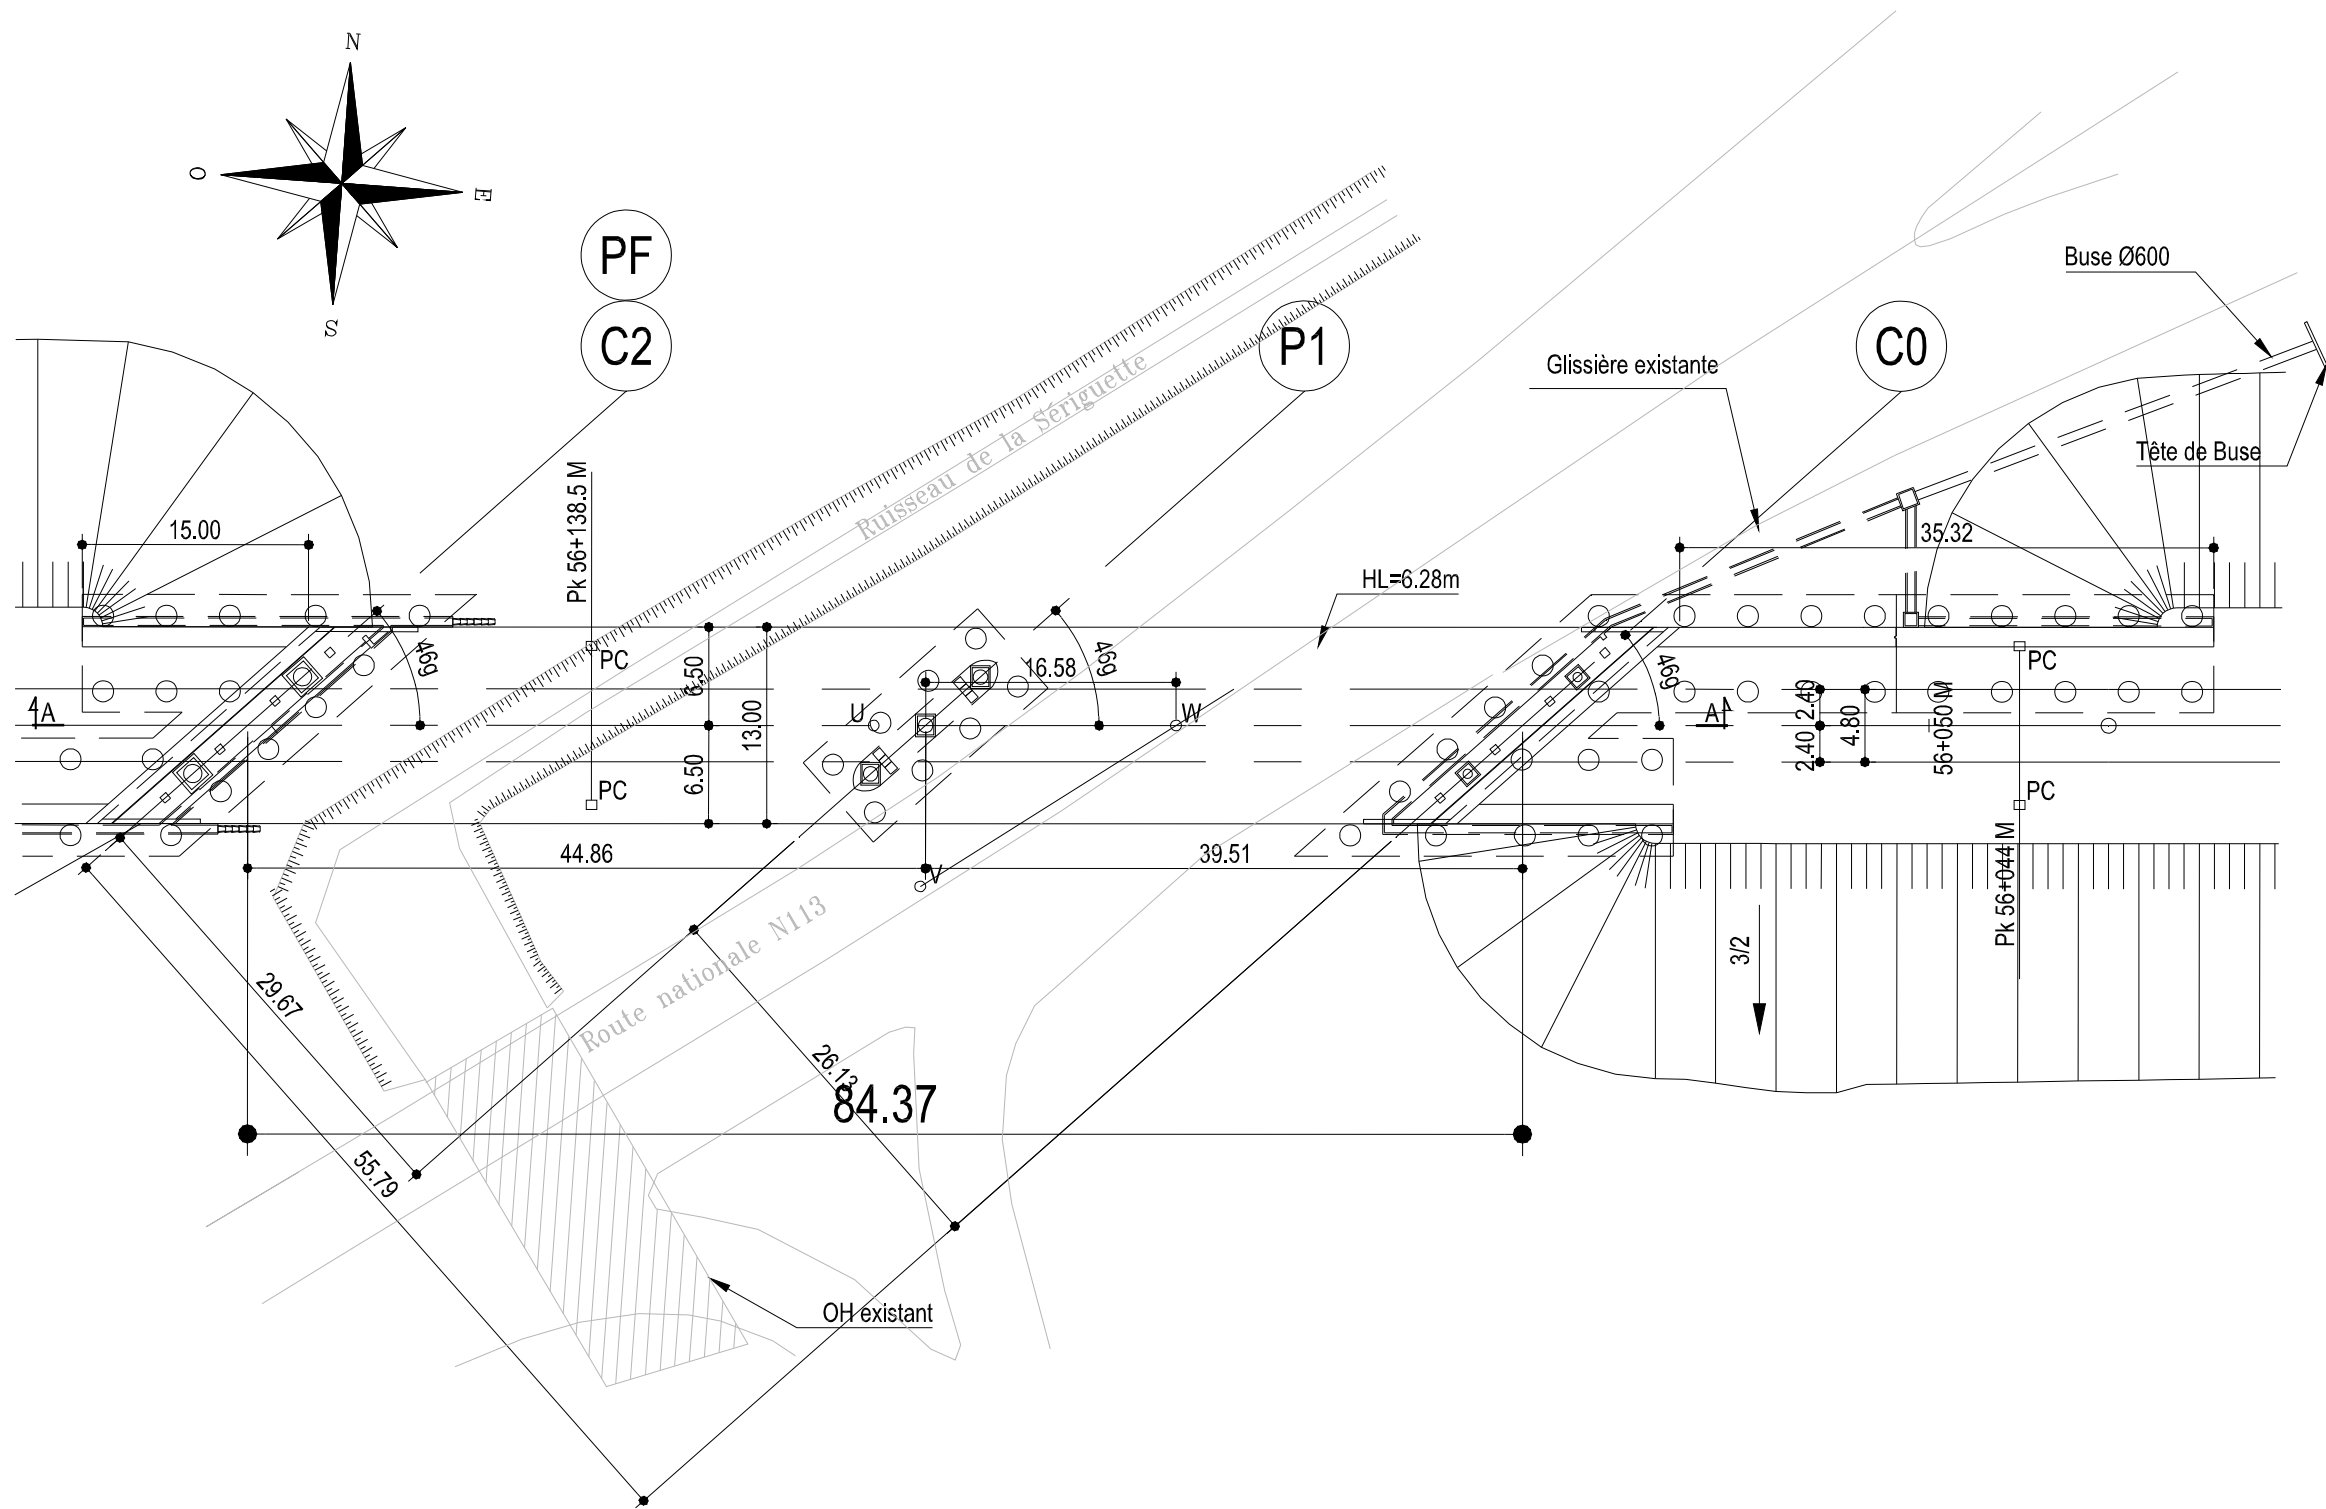 N
O
E
S
PF
C2
P1
C0
Buse Ø600
Glissière existante
Tête de Buse
Ruisseau de la Sériguette
15.00
Pk 56+138.5 M
35.32
HL=6.28m
PC
46g
46g
46g
PC
6.50
16.58
13.00
2.40
4.80
A
U
W
A
56+050 M
6.50
2.40
PC
PC
44.86
V
39.51
Pk 56+044 M
Route nationale N113
3/2
29.67
26.13
84.37
55.79
OH existant